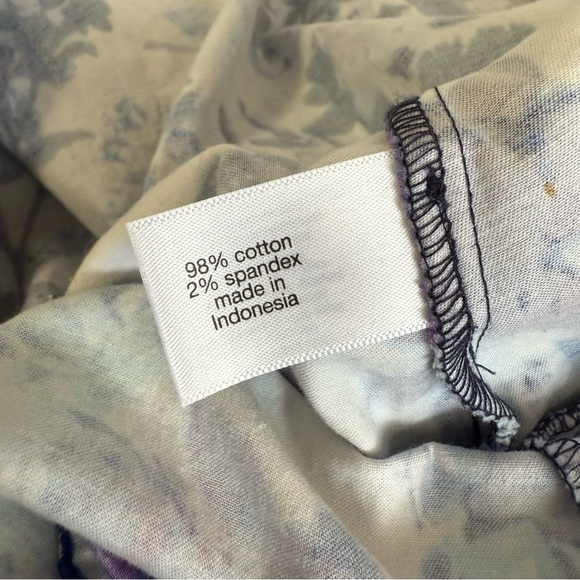 98% cotton
2% spandex
made in
Indonesia